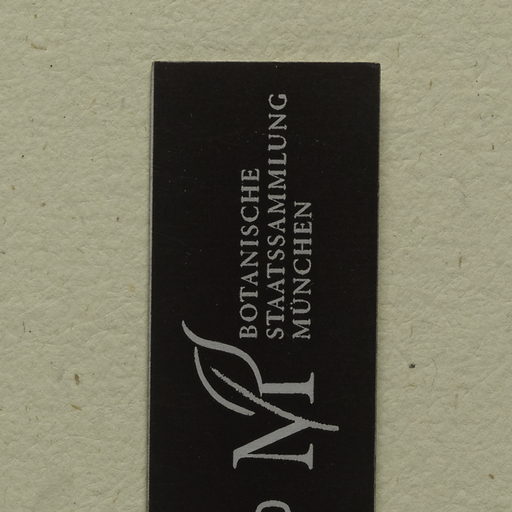 BOTANISCHE
STAATSSAMMLUNG
MÜNCHEN
M